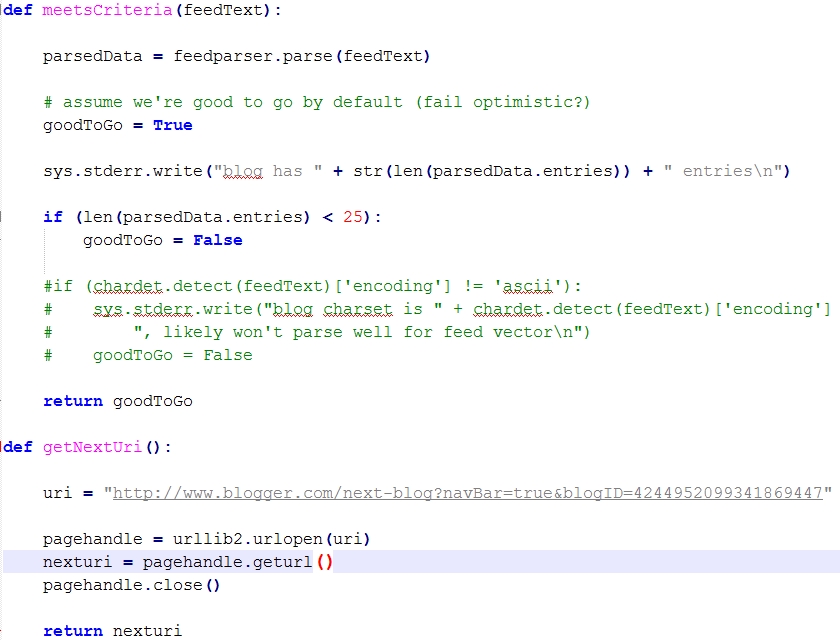 def meetsCriteria(feedText):
parsedData = feedparser.parse(feedText)
# assume we're good to go by default (fail optimistic?)
goodToGo = True
sys.stderr.write("blog has " + str(len(parsedData.entries)) + " entries\n")
if (len(parsedData.entries) < 25):
goodToGo = False
#if (chardet.detect(feedText)['encoding'] != 'ascii'):
#    sys.stderr.write("blog charset is " + chardet.detect(feedText)['encoding']
#        ", likely won't parse well for feed vector\n")
#    goodToGo = False
return goodToGo
def getNextUri():
uri = "http://www.blogger.com/next-blog?navBar=true&blogID=4244952099341869447"
pagehandle = urllib2.urlopen(uri)
nexturi = pagehandle.geturl()
pagehandle.close()
return nexturi